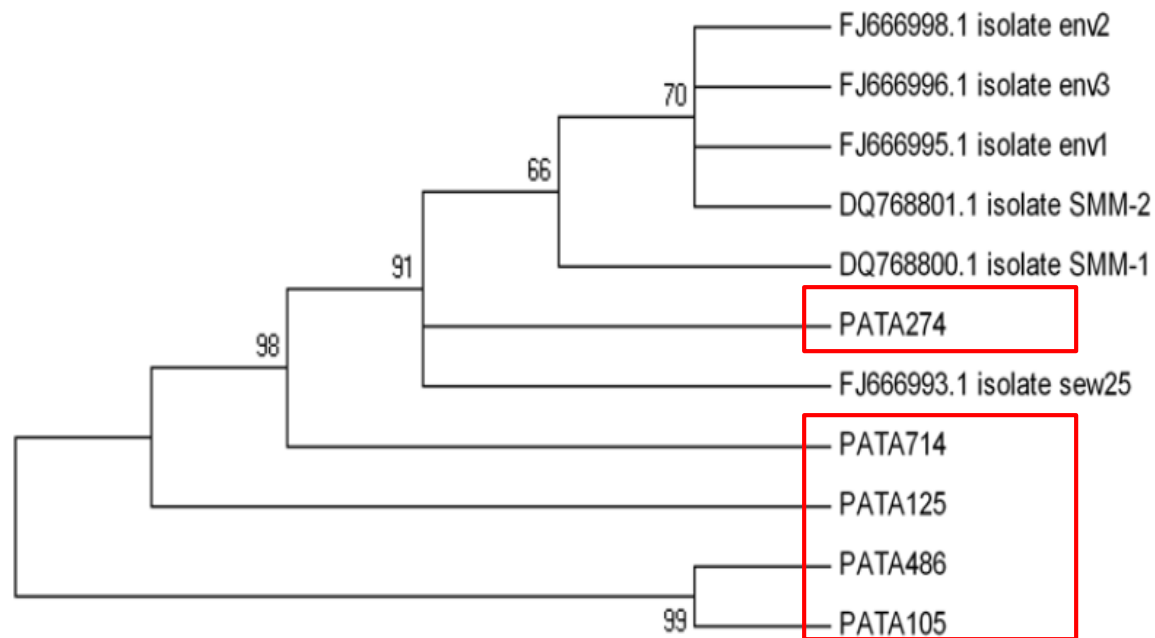 FJ666998.1 isolate env2
FJ666996.1 isolate env3
70
FJ666995.1 isolate env1
66
DQ768801.1 isolate SMM-2
91
DQ768800.1 isolate SMM-1
PATA274
98
FJ666993.1 isolate sew25
PATA714
PATA125
PATA486
99
PATA105